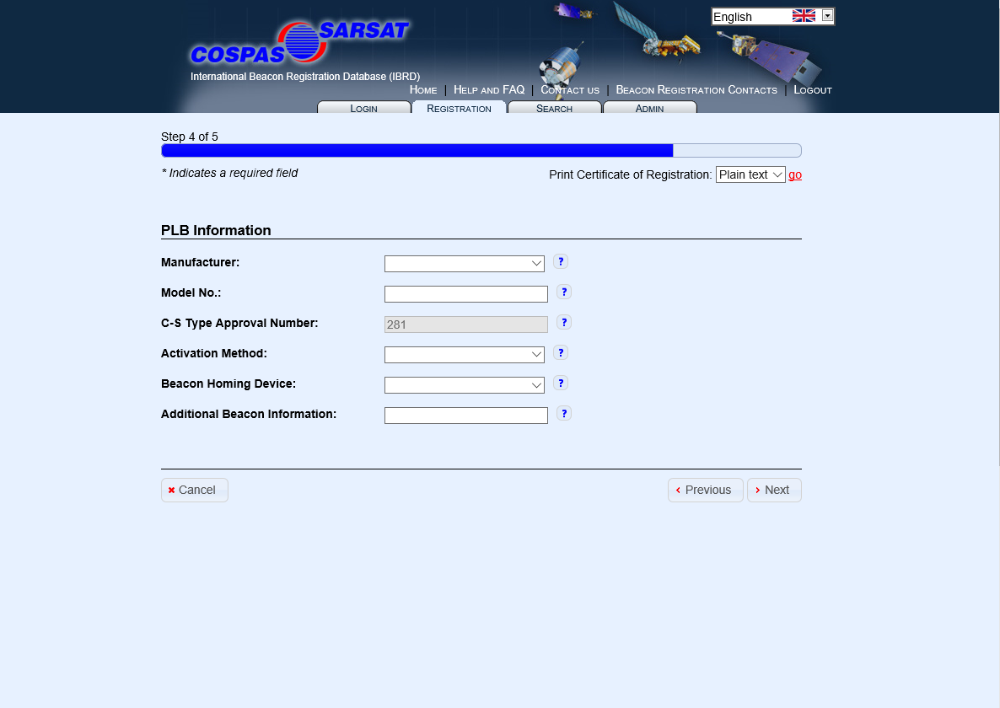 English
COSPAS SARSAT
International Beacon Registration Database (IBRD)
HOME | HELP AND FAQ | CONTACT US | BEACON REGISTRATION CONTACTS | LOGOUT
LOGIN REGISTRATION SEARCH ADMIN
Step 4 of 5
* Indicates a required field
Print Certificate of Registration: Plain text go
PLB Information
Manufacturer: ?
Model No.: ?
C-S Type Approval Number: 281 ?
Activation Method: ?
Beacon Homing Device: ?
Additional Beacon Information: ?
Cancel Previous Next